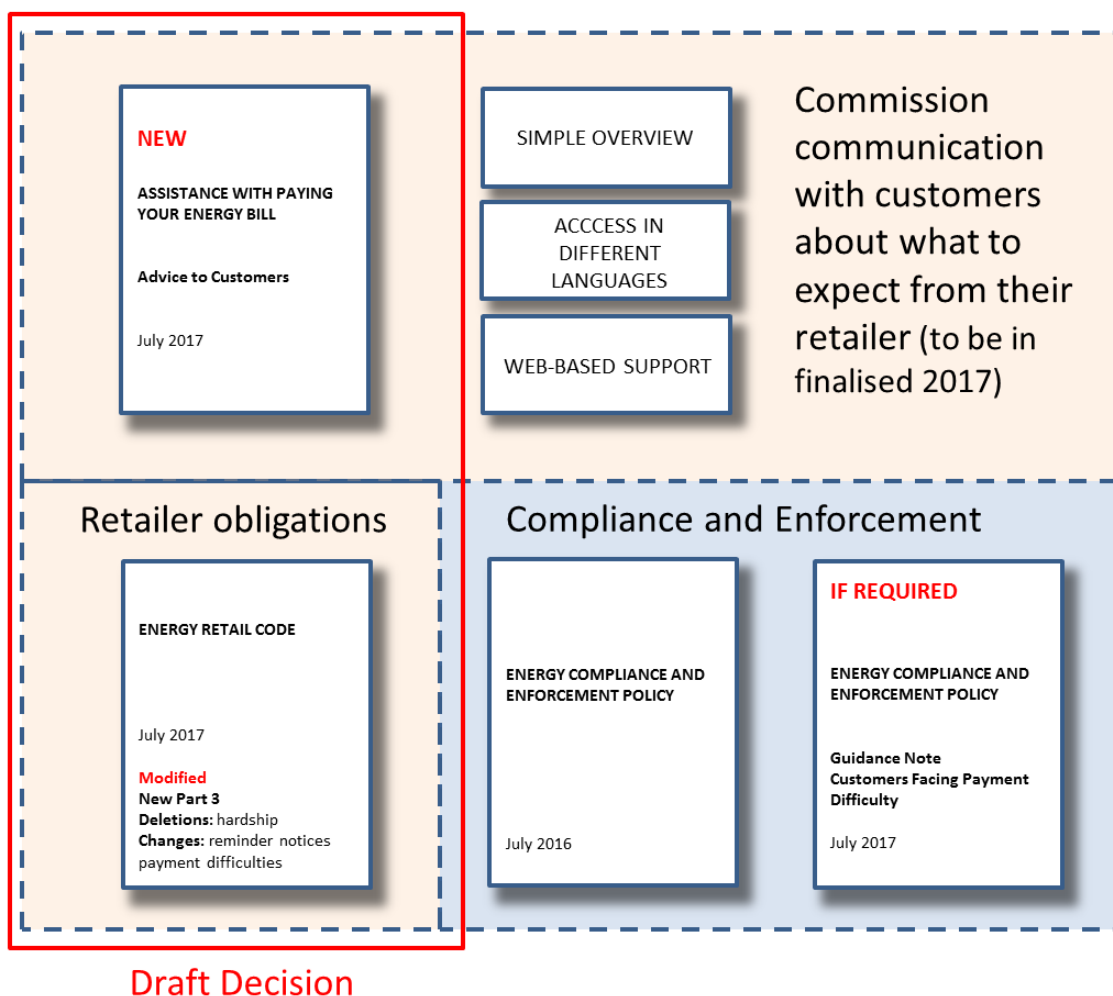 NEW
ASSISTANCE WITH PAYING
YOUR ENERGY BILL
Advice to Customers
July 2017
SIMPLE OVERVIEW
ACCCESS IN
DIFFERENT
LANGUAGES
WEB-BASED SUPPORT
Commission
communication
with customers
about what to
expect from their
retailer (to be in
finalised 2017)
Retailer obligations
ENERGY RETAIL CODE
July 2017
Modified
New Part 3
Deletions: hardship
Changes: reminder notices
payment difficulties
Compliance and Enforcement
ENERGY COMPLIANCE AND
ENFORCEMENT POLICY
July 2016
IF REQUIRED
ENERGY COMPLIANCE AND
ENFORCEMENT POLICY
Guidance Note
Customers Facing Payment
Difficulty
July 2017
Draft Decision